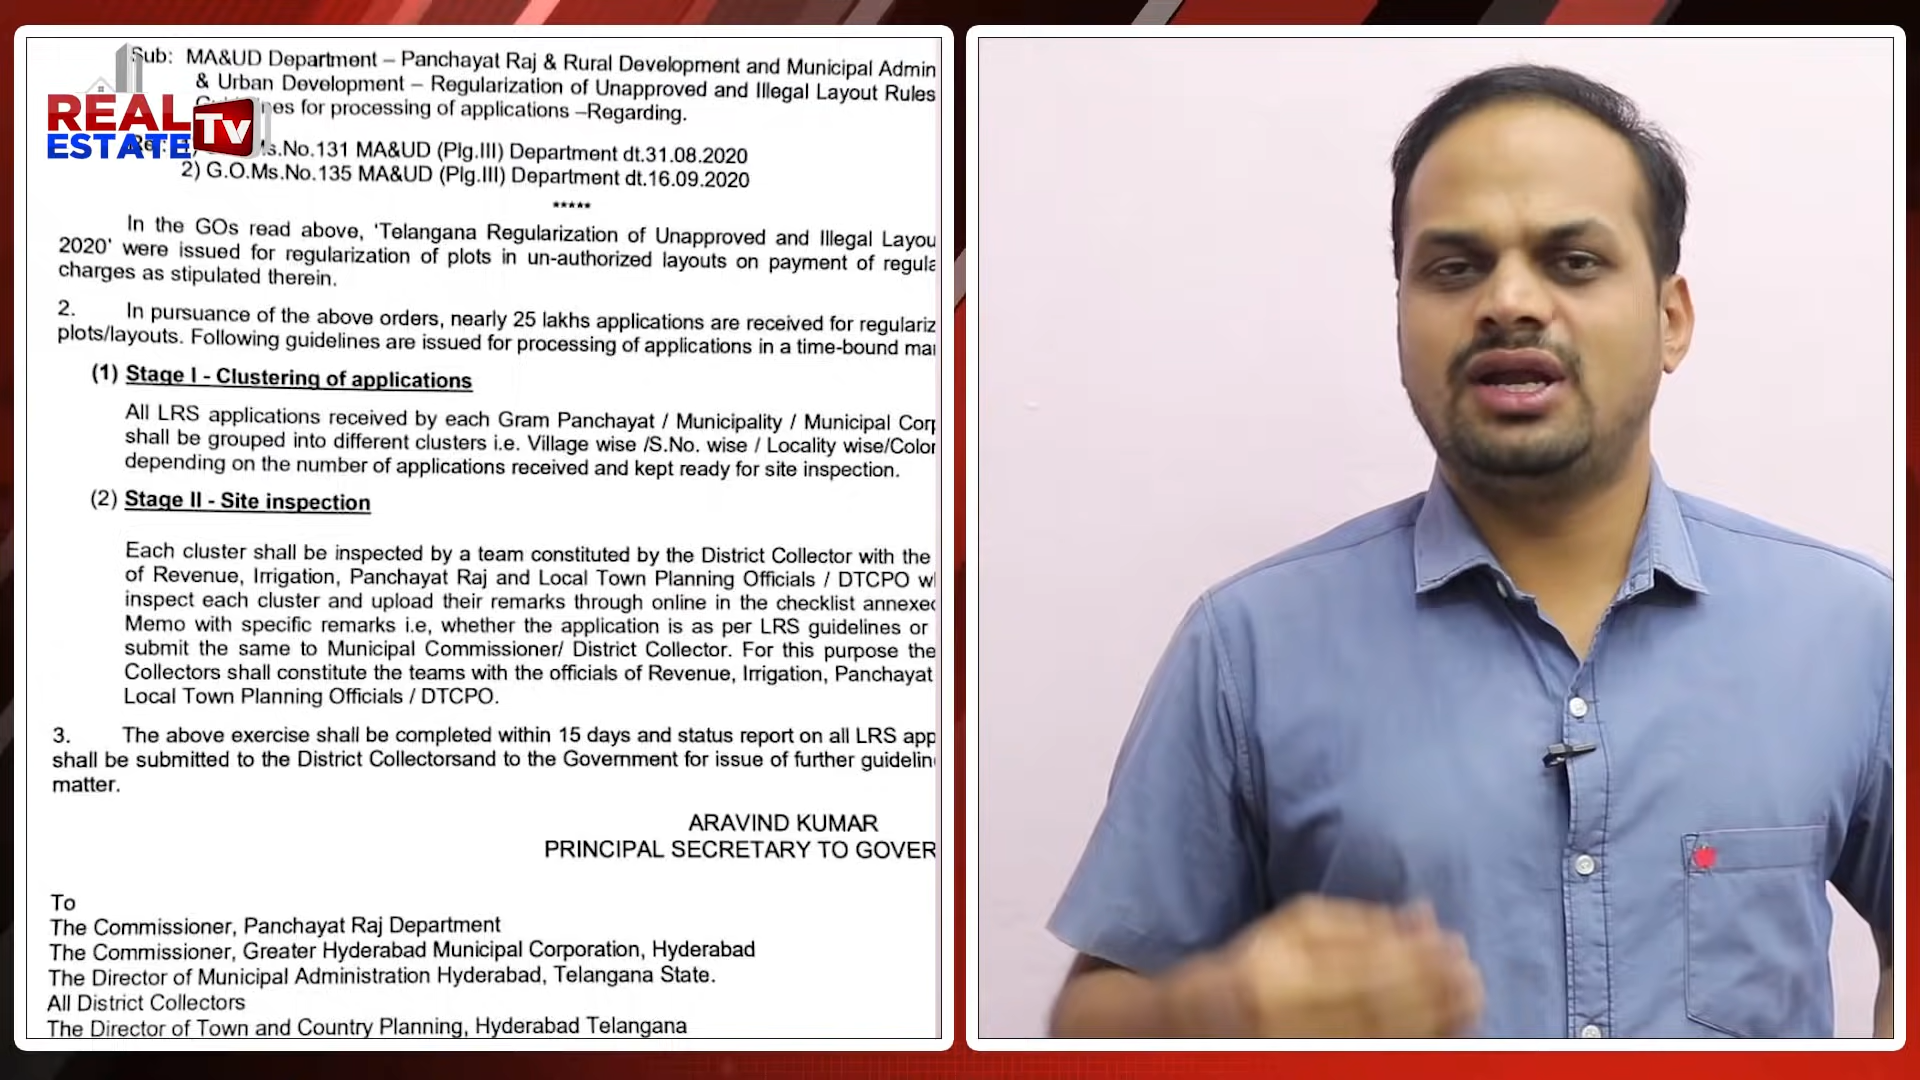 Sub: MA&UD Department – Panchayat Raj & Rural Development and Municipal Admin
& Urban Development – Regularization of Unapproved and Illegal Layout Rules
for processing of applications –Regarding.
REAL
ESTATE
Tv
s.No.131 MA&UD (Plg.III) Department dt.31.08.2020
2) G.O.Ms.No.135 MA&UD (Plg.III) Department dt.16.09.2020
*****
In the GOs read above, ‘Telangana Regularization of Unapproved and Illegal Layou
2020’ were issued for regularization of plots in un-authorized layouts on payment of regula
charges as stipulated therein.
2. In pursuance of the above orders, nearly 25 lakhs applications are received for regulariz
plots/layouts. Following guidelines are issued for processing of applications in a time-bound ma
(1) Stage I - Clustering of applications
All LRS applications received by each Gram Panchayat / Municipality / Municipal Corp
shall be grouped into different clusters i.e. Village wise /S.No. wise / Locality wise/Color
depending on the number of applications received and kept ready for site inspection.
(2) Stage II - Site inspection
Each cluster shall be inspected by a team constituted by the District Collector with the
of Revenue, Irrigation, Panchayat Raj and Local Town Planning Officials / DTCPO w
inspect each cluster and upload their remarks through online in the checklist annexe
Memo with specific remarks i.e, whether the application is as per LRS guidelines or
submit the same to Municipal Commissioner/ District Collector. For this purpose the
Collectors shall constitute the teams with the officials of Revenue, Irrigation, Panchayat
Local Town Planning Officials / DTCPO.
3. The above exercise shall be completed within 15 days and status report on all LRS app
shall be submitted to the District Collectorsand to the Government for issue of further guidelin
matter.
ARAVIND KUMAR
PRINCIPAL SECRETARY TO GOVER
To
The Commissioner, Panchayat Raj Department
The Commissioner, Greater Hyderabad Municipal Corporation, Hyderabad
The Director of Municipal Administration Hyderabad, Telangana State.
All District Collectors
The Director of Town and Country Planning, Hyderabad Telangana